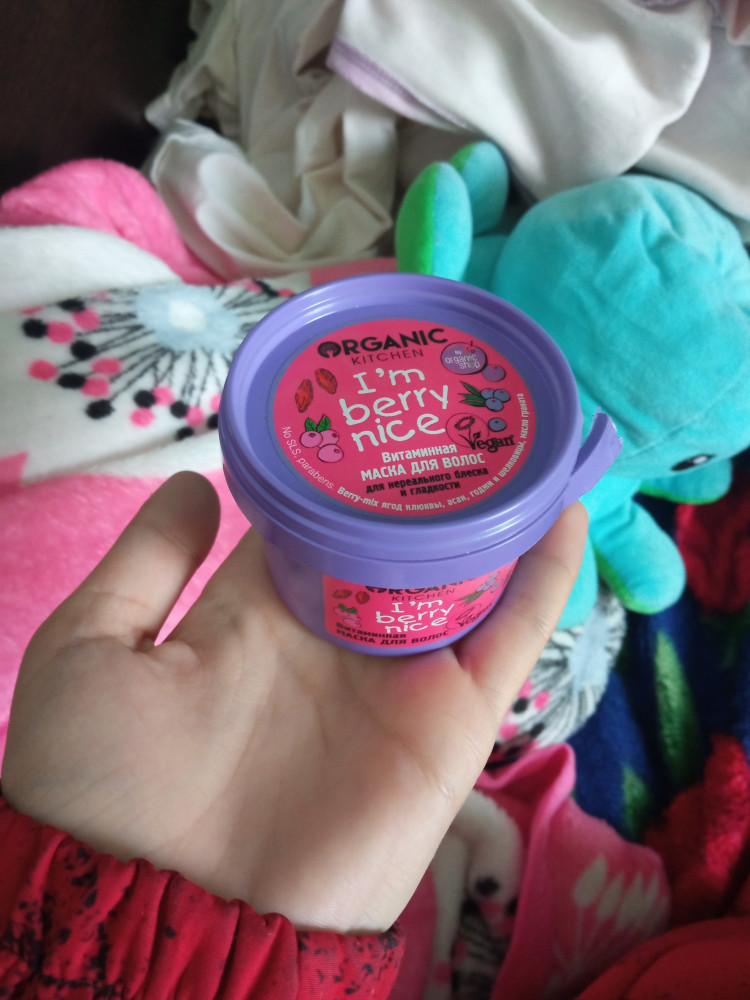 ORGANIC
KITCHEN
by
organic
shop
I'm
berry
nice
Vegan
Витаминная
МАСКА ДЛЯ ВОЛОС
для нереального блеска
и гладкости
No SLS, parabens
Berry-mix ягод клюквы, асаи, годжи и шелковицы, масло граната
ORGANIC
KITCHEN
I'm
berry
nice
Витаминная
МАСКА ДЛЯ ВОЛОС